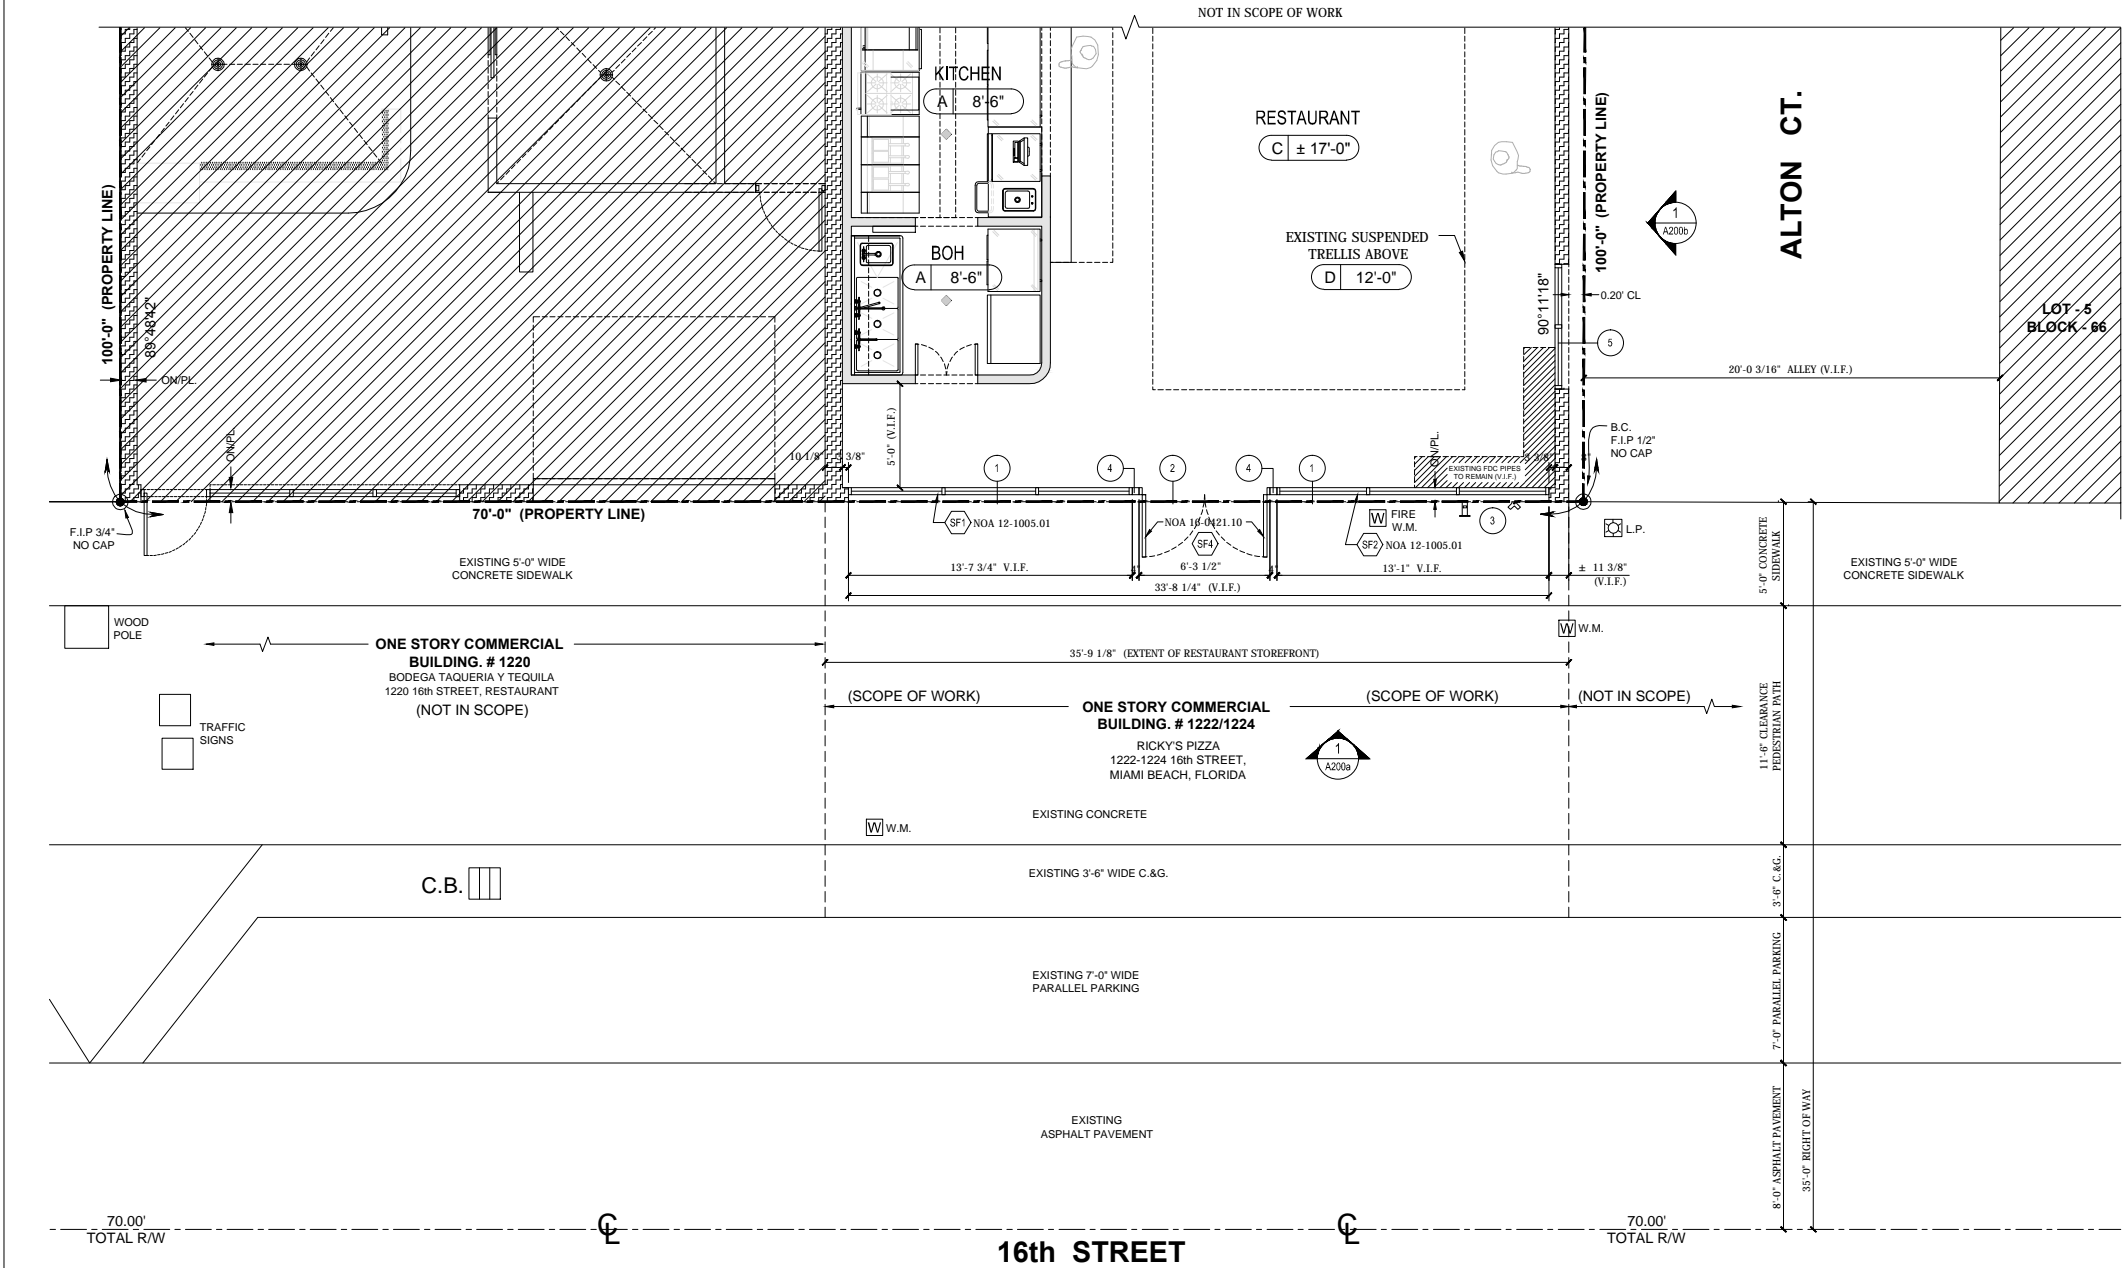 NOT IN SCOPE OF WORK
KITCHEN
A 8'-6"
RESTAURANT
C ± 17'-0"
BOH
A 8'-6"
EXISTING SUSPENDED
TRELLIS ABOVE
D 12'-0"
100'-0" (PROPERTY LINE)
89°48'42"
ON/PL.
ON/PL.
90°11'18"
100'-0" (PROPERTY LINE)
0.20' CL
1
A200b
ALTON CT.
LOT - 5
BLOCK - 66
5
20'-0 3/16" ALLEY (V.I.F.)
B.C.
F.I.P 1/2"
NO CAP
5'-0" (V.I.F.)
10 1/8"
3/8"
1
4
2
4
1
ON/PL.
EXISTING FDC PIPES
TO REMAIN (V.I.F.)
3 3/8"
F.I.P 3/4"
NO CAP
70'-0" (PROPERTY LINE)
SF1 NOA 12-1005.01
NOA 16-0421.10
SF4
W FIRE
W.M.
SF2 NOA 12-1005.01
3
L.P.
EXISTING 5'-0" WIDE
CONCRETE SIDEWALK
13'-7 3/4" V.I.F.
6'-3 1/2"
13'-1" V.I.F.
± 11 3/8"
(V.I.F.)
33'-8 1/4" (V.I.F.)
5'-0" CONCRETE
SIDEWALK
EXISTING 5'-0" WIDE
CONCRETE SIDEWALK
WOOD
POLE
W W.M.
ONE STORY COMMERCIAL
BUILDING. # 1220
BODEGA TAQUERIA Y TEQUILA
1220 16th STREET, RESTAURANT
(NOT IN SCOPE)
35'-9 1/8" (EXTENT OF RESTAURANT STOREFRONT)
(SCOPE OF WORK)
(SCOPE OF WORK)
(NOT IN SCOPE)
ONE STORY COMMERCIAL
BUILDING. # 1222/1224
RICKY'S PIZZA
1222-1224 16th STREET,
MIAMI BEACH, FLORIDA
1
A200a
TRAFFIC
SIGNS
11'-6" CLEARANCE
PEDESTRIAN PATH
EXISTING CONCRETE
W W.M.
C.B.
EXISTING 3'-6" WIDE C.&G.
3'-6" C.&G.
EXISTING 7'-0" WIDE
PARALLEL PARKING
7'-0" PARALLEL PARKING
EXISTING
ASPHALT PAVEMENT
8'-0" ASPHALT PAVEMENT
35'-0" RIGHT OF WAY
70.00'
TOTAL R/W
CL
CL
70.00'
TOTAL R/W
16th STREET